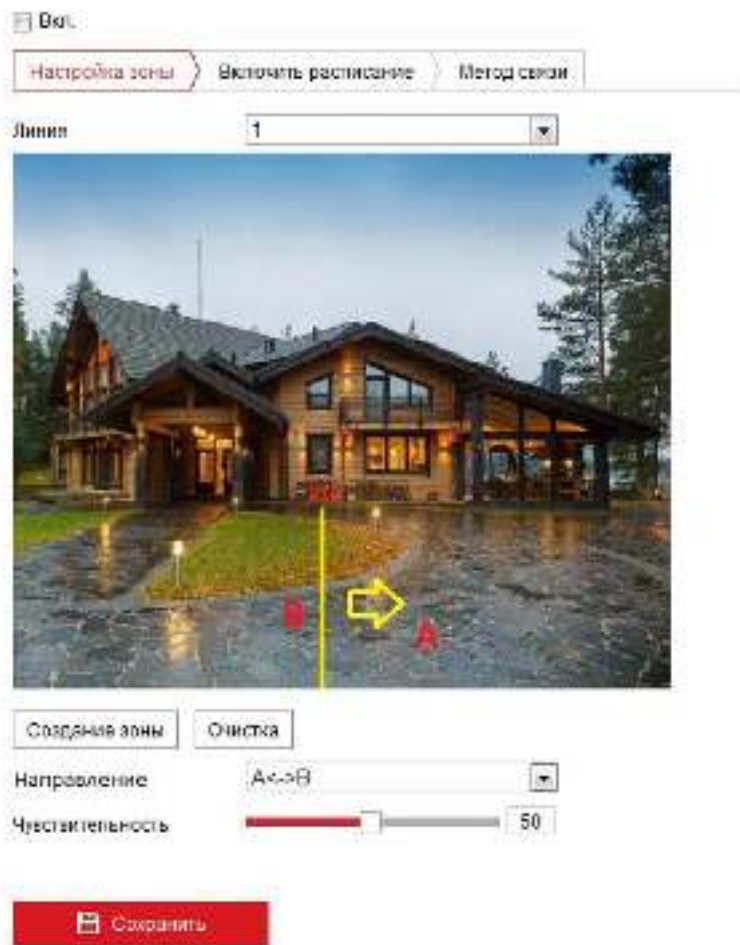 Вкл.
Настройка зоны Включить расписание Метод связи
Линия 1
B
A
Создание зоны Очистка
Направление A<->B
Чувствительность 50
Сохранить